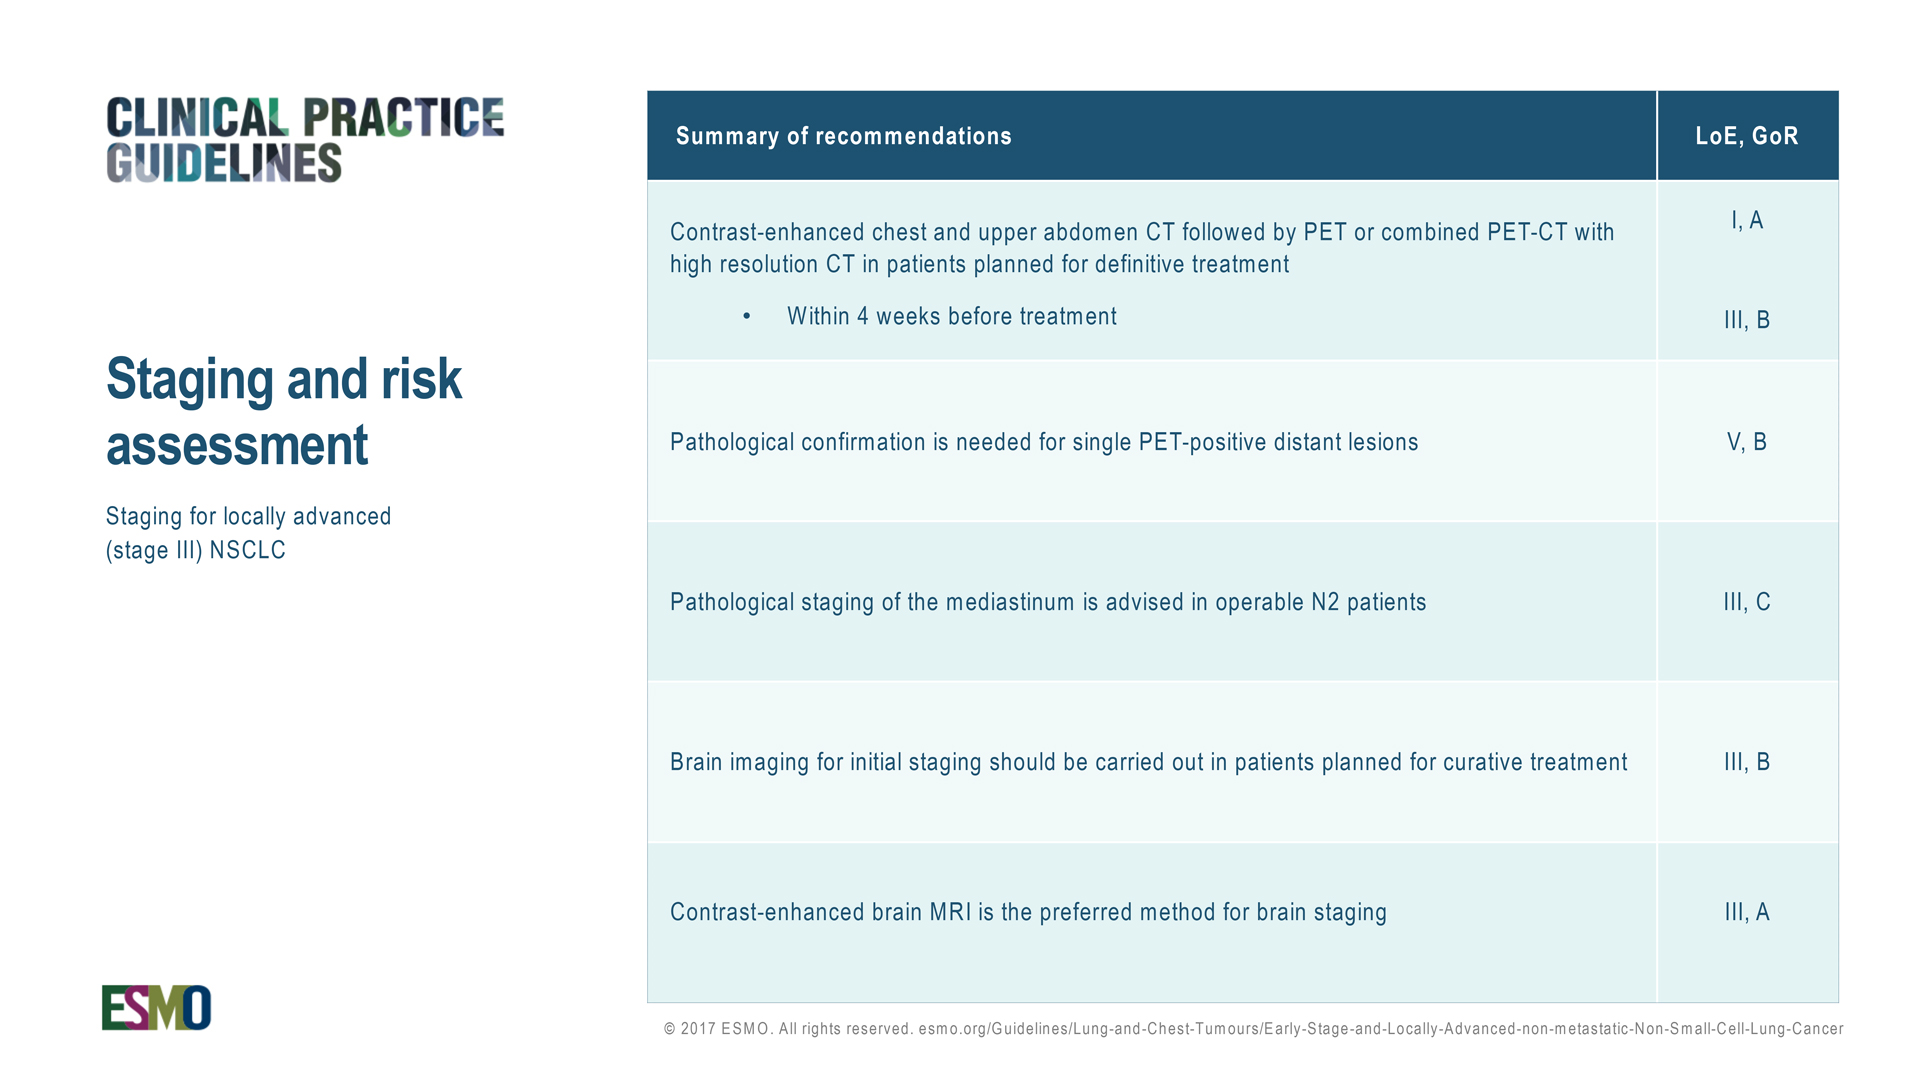 CLINICAL PRACTICE
GUIDELINES
Staging and risk
assessment
Staging for locally advanced
(stage III) NSCLC
ESMO
Summary of recommendations
LoE, GoR
Contrast-enhanced chest and upper abdomen CT followed by PET or combined PET-CT with
high resolution CT in patients planned for definitive treatment
I, A
• Within 4 weeks before treatment
III, B
Pathological confirmation is needed for single PET-positive distant lesions
V, B
Pathological staging of the mediastinum is advised in operable N2 patients
III, C
Brain imaging for initial staging should be carried out in patients planned for curative treatment
III, B
Contrast-enhanced brain MRI is the preferred method for brain staging
III, A
© 2017 ESMO. All rights reserved. esmo.org/Guidelines/Lung-and-Chest-Tumours/Early-Stage-and-Locally-Advanced-non-metastatic-Non-Small-Cell-Lung-Cancer